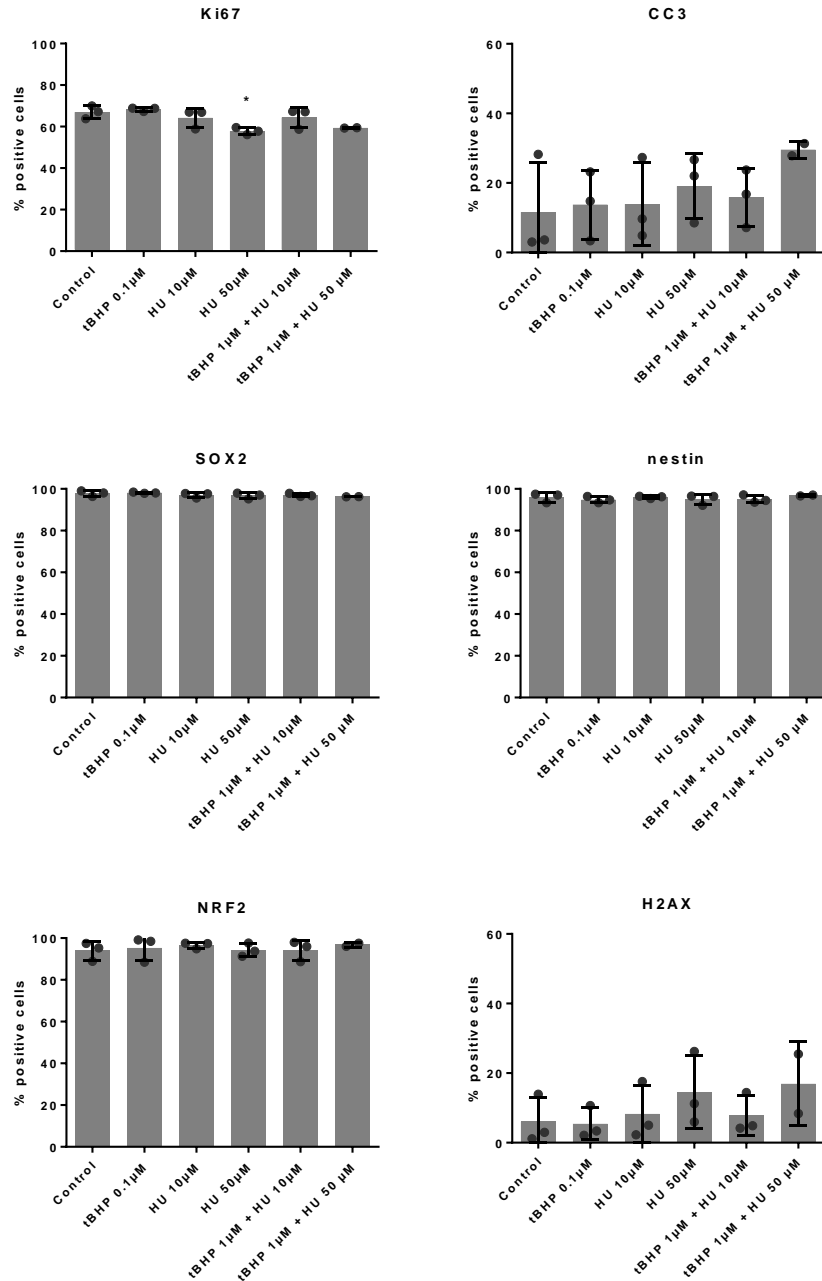 Ki67
% positive cells
100
80
60
40
20
0
*
Control
tBHP 0.1µM
HU 10µM
HU 50µM
tBHP 1µM + HU 10µM
tBHP 1µM + HU 50 µM
CC3
% positive cells
60
40
20
0
Control
tBHP 0.1µM
HU 10µM
HU 50µM
tBHP 1µM + HU 10µM
tBHP 1µM + HU 50 µM
SOX2
% positive cells
100
80
60
40
20
0
Control
tBHP 0.1µM
HU 10µM
HU 50µM
tBHP 1µM + HU 10µM
tBHP 1µM + HU 50 µM
nestin
% positive cells
100
80
60
40
20
0
Control
tBHP 0.1µM
HU 10µM
HU 50µM
tBHP 1µM + HU 10µM
tBHP 1µM + HU 50 µM
NRF2
% positive cells
100
80
60
40
20
0
Control
tBHP 0.1µM
HU 10µM
HU 50µM
tBHP 1µM + HU 10µM
tBHP 1µM + HU 50 µM
H2AX
% positive cells
60
40
20
0
Control
tBHP 0.1µM
HU 10µM
HU 50µM
tBHP 1µM + HU 10µM
tBHP 1µM + HU 50 µM